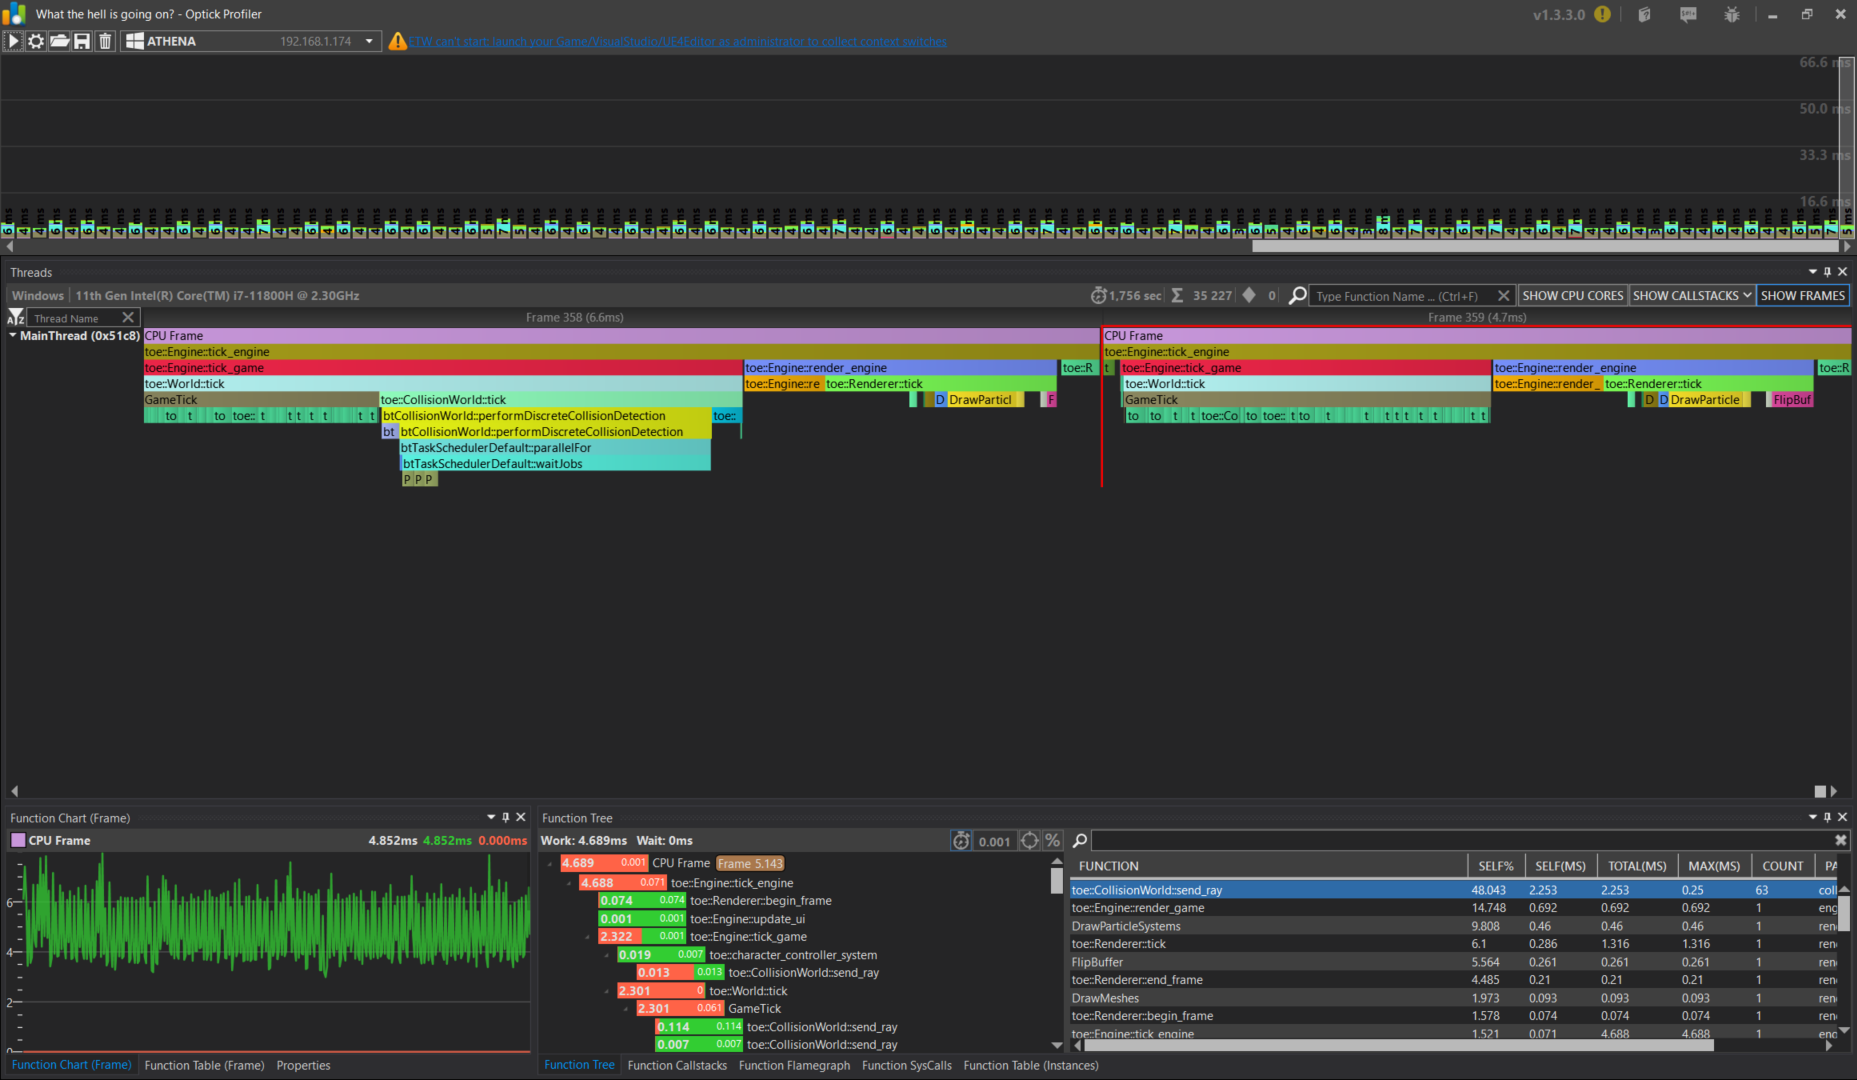 What the hell is going on? - Optick Profiler
v1.3.3.0
ATHENA 192.168.1.174
ETW can't start: launch your Game/VisualStudio/UE4Editor as administrator to collect context switches
66.6 ms
50.0 ms
33.3 ms
16.6 ms
Threads
Windows 11th Gen Intel(R) Core(TM) i7-11800H @ 2.30GHz
1,756 sec Σ 35 227 0 Type Function Name ... (Ctrl+F) SHOW CPU CORES SHOW CALLSTACKS SHOW FRAMES
Thread Name Frame 358 (6.6ms) Frame 359 (4.7ms)
MainThread (0x51c8) CPU Frame CPU Frame
toe::Engine::tick_engine toe::Engine::tick_engine
toe::Engine::tick_game toe::Engine::render_engine toe::R t toe::Engine::tick_game toe::Engine::render_engine toe::R
toe::World::tick toe::Engine::re toe::Renderer::tick toe::World::tick toe::Engine::render_ toe::Renderer::tick
GameTick toe::CollisionWorld::tick D DrawParticl F GameTick D D DrawParticle FlipBuf
to t to toe:: t t t t t t t btCollisionWorld::performDiscreteCollisionDetection toe:: to to t t toe::Co to toe:: t to t t t t t t t t
bt btCollisionWorld::performDiscreteCollisionDetection
btTaskSchedulerDefault::parallelFor
btTaskSchedulerDefault::waitJobs
P P P
Function Chart (Frame)
CPU Frame 4.852ms 4.852ms 0.000ms
6
4
2
0
Function Chart (Frame) Function Table (Frame) Properties
Function Tree
Work: 4.689ms Wait: 0ms 0.001 %
4.689 0.001 CPU Frame Frame 5.143
4.688 0.071 toe::Engine::tick_engine
0.074 0.074 toe::Renderer::begin_frame
0.001 0.001 toe::Engine::update_ui
2.322 0.001 toe::Engine::tick_game
0.019 0.007 toe::character_controller_system
0.013 0.013 toe::CollisionWorld::send_ray
2.301 0 toe::World::tick
2.301 0.061 GameTick
0.114 0.114 toe::CollisionWorld::send_ray
0.007 0.007 toe::CollisionWorld::send_ray
FUNCTION SELF% SELF(MS) TOTAL(MS) MAX(MS) COUNT PA
toe::CollisionWorld::send_ray 48.043 2.253 2.253 0.25 63 coll
toe::Engine::render_game 14.748 0.692 0.692 0.692 1 eng
DrawParticleSystems 9.808 0.46 0.46 0.46 1 ren
toe::Renderer::tick 6.1 0.286 1.316 1.316 1 ren
FlipBuffer 5.564 0.261 0.261 0.261 1 ren
toe::Renderer::end_frame 4.485 0.21 0.21 0.21 1 ren
DrawMeshes 1.973 0.093 0.093 0.093 1 ren
toe::Renderer::begin_frame 1.578 0.074 0.074 0.074 1 ren
toe::Engine::tick_engine 1.521 0.071 4.688 4.688 1 eng
Function Tree Function Callstacks Function Flamegraph Function SysCalls Function Table (Instances)